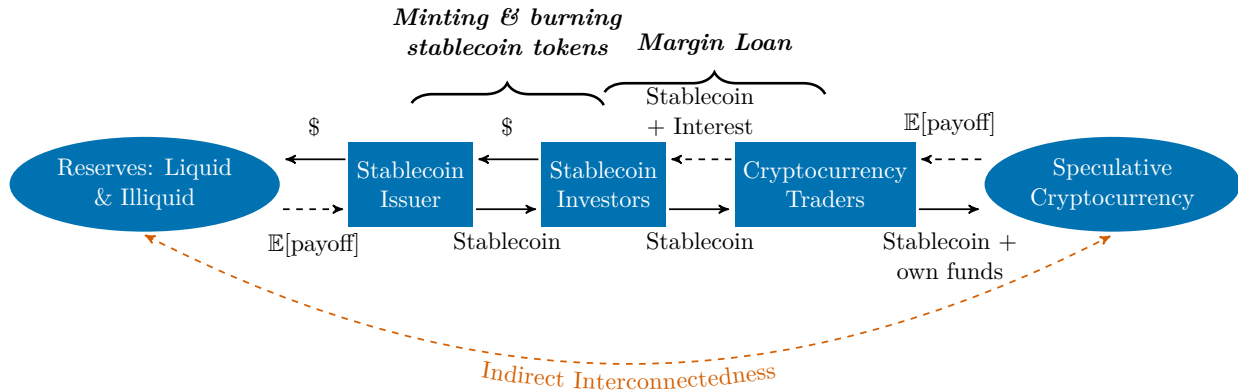 Minting & burning
stablecoin tokens
Margin Loan
$
$
Stablecoin
+ Interest
𝔼[payoff]
Reserves: Liquid
& Illiquid
Stablecoin
Issuer
Stablecoin
Investors
Cryptocurrency
Traders
Speculative
Cryptocurrency
𝔼[payoff]
Stablecoin
Stablecoin
Stablecoin +
own funds
Indirect Interconnectedness